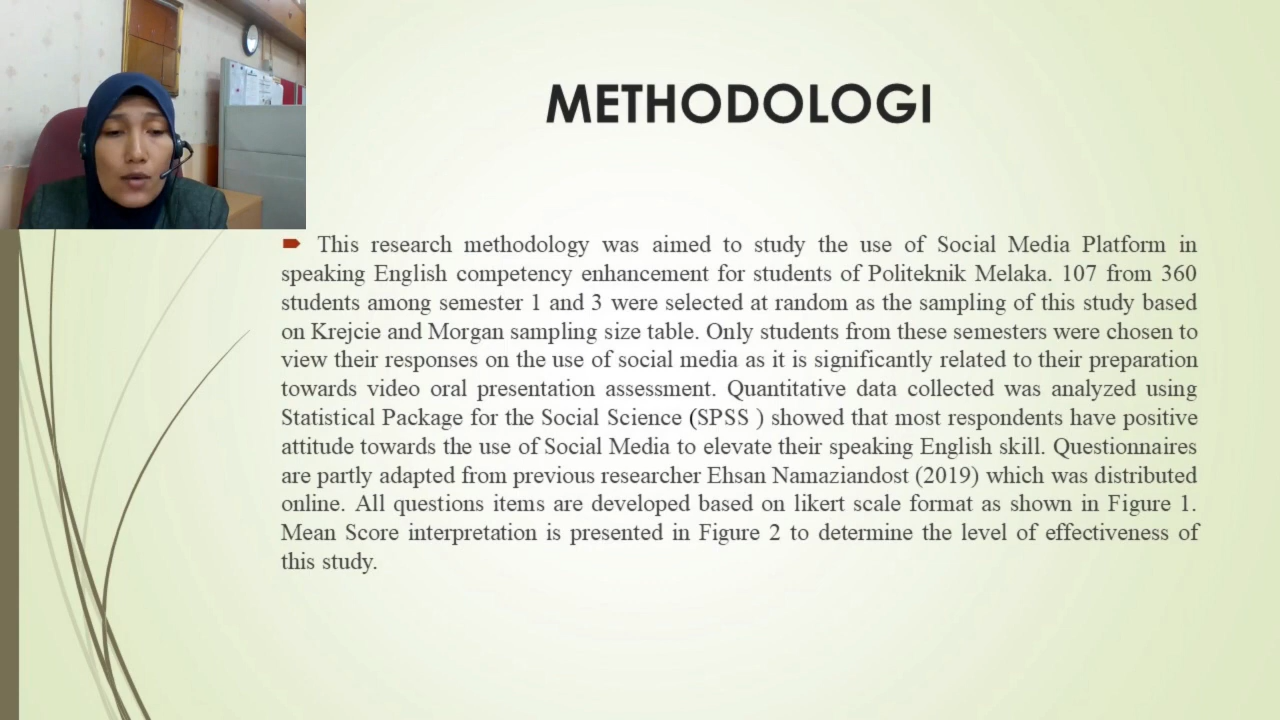 METHODOLOGI
This research methodology was aimed to study the use of Social Media Platform in
speaking English competency enhancement for students of Politeknik Melaka. 107 from 360
students among semester 1 and 3 were selected at random as the sampling of this study based
on Krejcie and Morgan sampling size table. Only students from these semesters were chosen to
view their responses on the use of social media as it is significantly related to their preparation
towards video oral presentation assessment. Quantitative data collected was analyzed using
Statistical Package for the Social Science (SPSS ) showed that most respondents have positive
attitude towards the use of Social Media to elevate their speaking English skill. Questionnaires
are partly adapted from previous researcher Ehsan Namaziandost (2019) which was distributed
online. All questions items are developed based on likert scale format as shown in Figure 1.
Mean Score interpretation is presented in Figure 2 to determine the level of effectiveness of
this study.